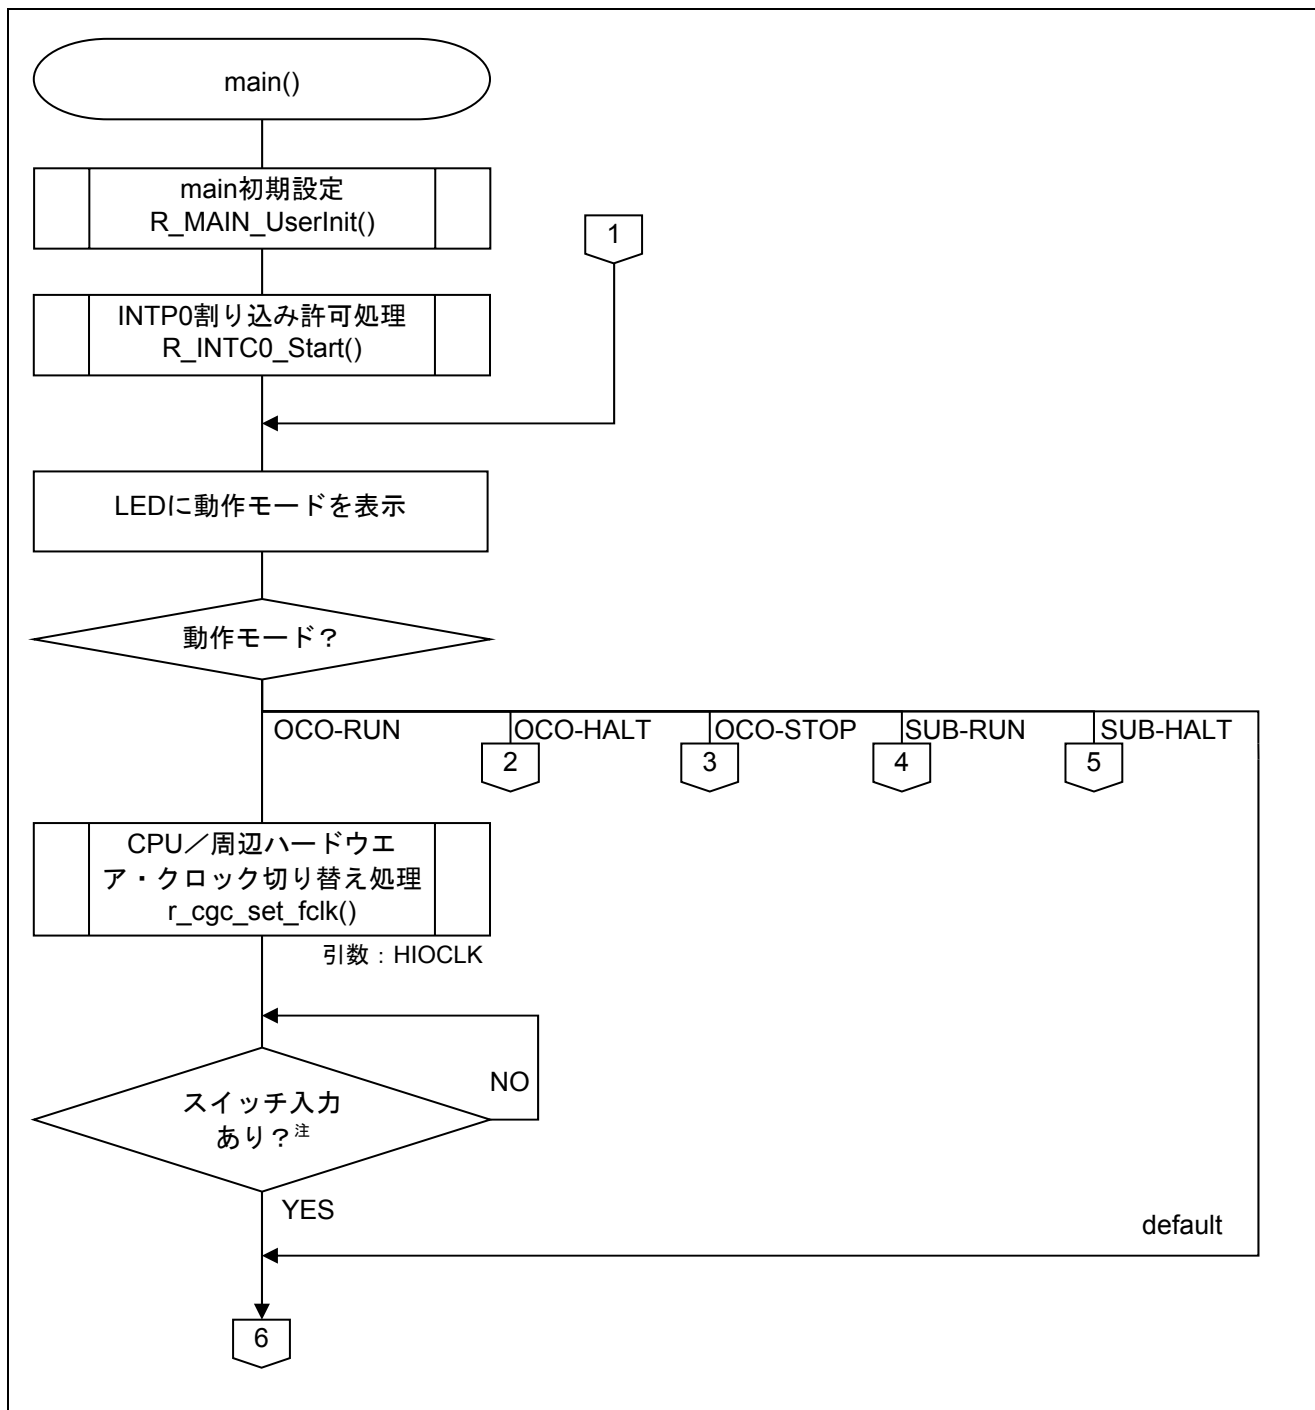 main()
main初期設定
R_MAIN_UserInit()
1
INTP0割り込み許可処理
R_INTC0_Start()
LEDに動作モードを表示
動作モード？
OCO-RUN
OCO-HALT
OCO-STOP
SUB-RUN
SUB-HALT
2
3
4
5
CPU／周辺ハードウエ
ア・クロック切り替え処理
r_cgc_set_fclk()
引数：HIOCLK
NO
スイッチ入力
あり？注
YES
default
6